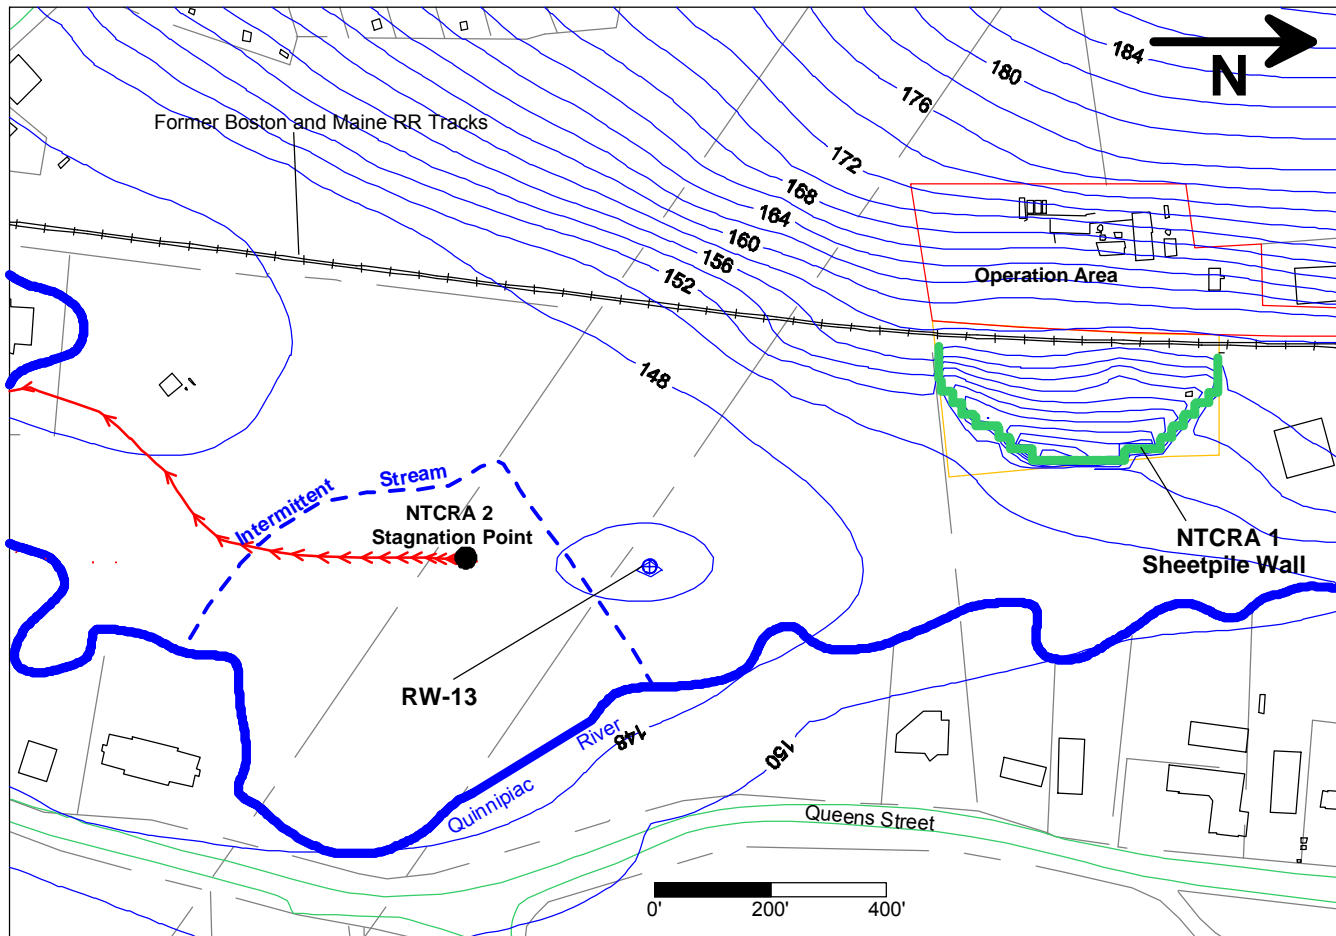 184
N
180
176
Former Boston and Maine RR Tracks
172
168
164
160
156
152
Operation Area
148
Intermittent Stream
NTCRA 2
Stagnation Point
NTCRA 1
Sheetpile Wall
RW-13
148
150
Quinnipiac River
Queens Street
0' 200' 400'